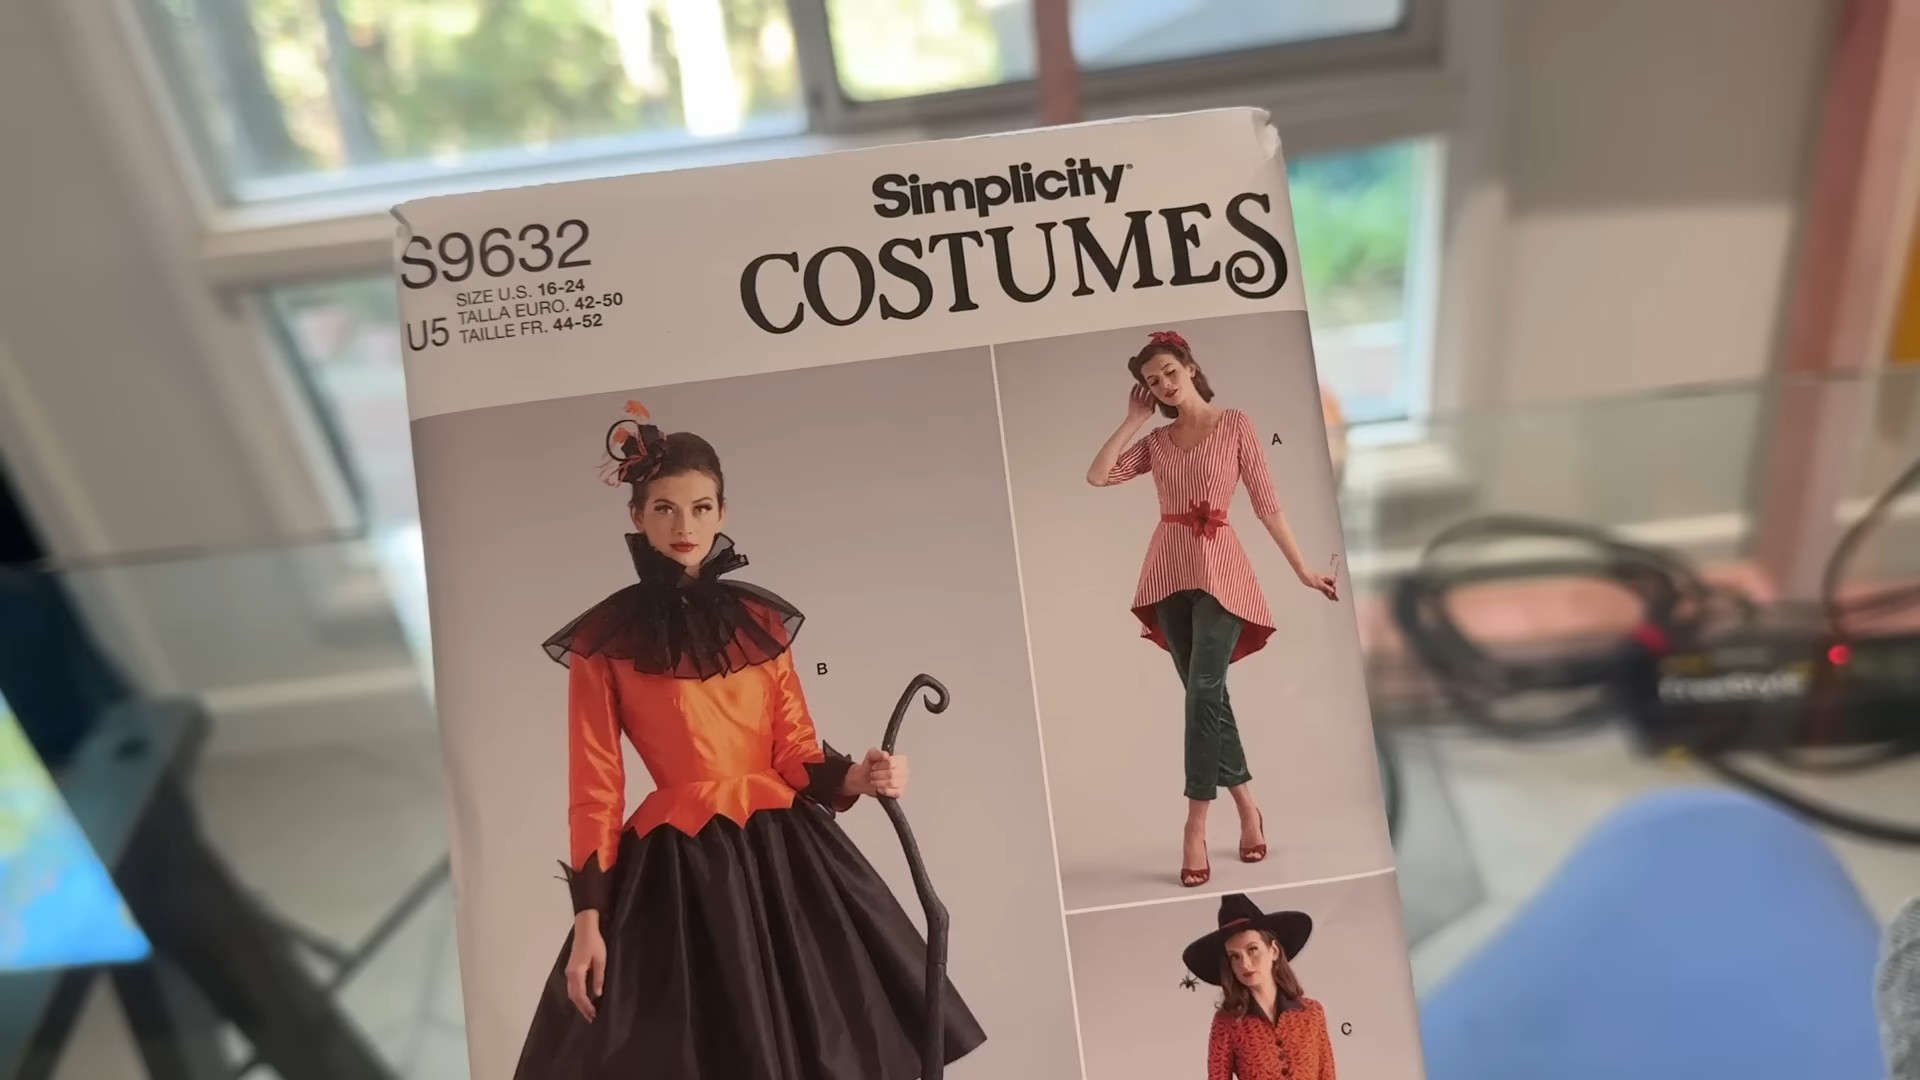 Simplicity
COSTUMES
S9632
U5
SIZE U.S. 16-24
TALLA EURO. 42-50
TAILLE FR. 44-52
A
B
C